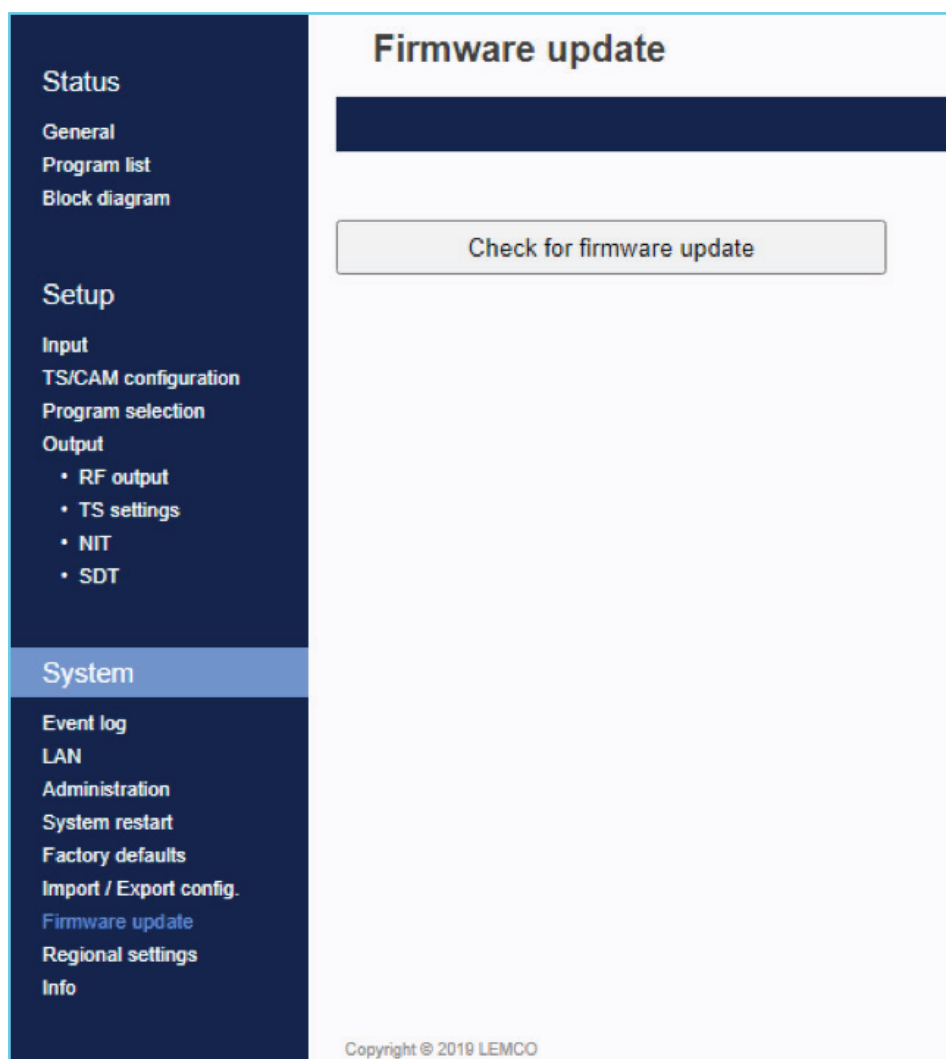 Status
General
Program list
Block diagram
Setup
Input
TS/CAM configuration
Program selection
Output
• RF output
• TS settings
• NIT
• SDT
System
Event log
LAN
Administration
System restart
Factory defaults
Import / Export config.
Firmware update
Regional settings
Info
Firmware update
Check for firmware update
Copyright © 2019 LEMCO